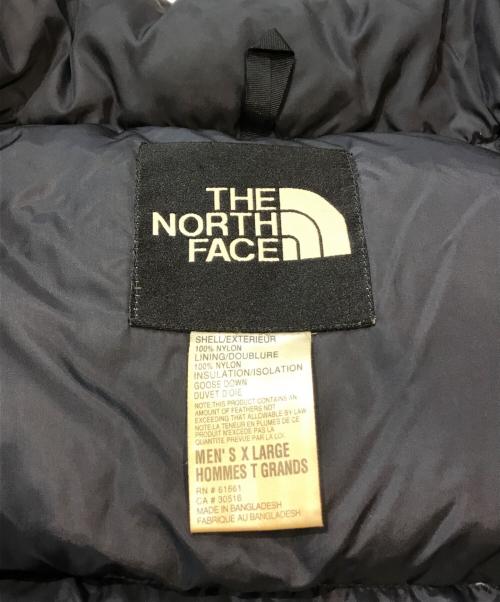 THE
NORTH
FACE
SHELL/EXTERIEUR
100% NYLON
LINING/DOUBLURE
100% NYLON
INSULATION/ISOLATION
GOOSE DOWN
DUVET D'OIE
NOTE:THIS PRODUCT CONTAINS AN
AMOUNT OF FEATHERS NOT
EXCEEDING THAT ALLOWABLE BY LAW
NOTE:LA TENEUR EN PLUMES DE CE
PRODUIT N'EXCEDE PAS LA
QUANTITE PREVUE PAR LA LOI.
MEN'S X LARGE
HOMMES T GRANDS
RN # 61661
CA # 30516
MADE IN BANGLADESH
FABRIQUE AU BANGLADESH